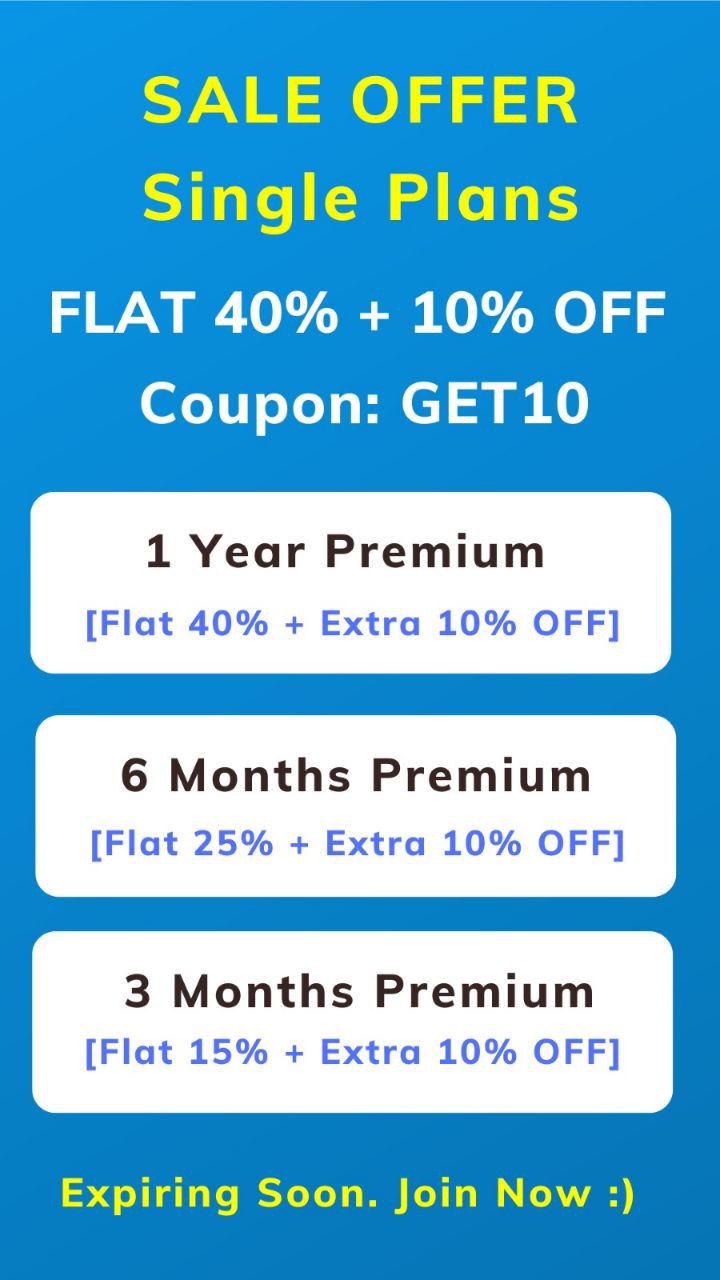 SALE OFFER
Single Plans
FLAT 40% + 10% OFF
Coupon: GET10
1 Year Premium
[Flat 40% + Extra 10% OFF]
6 Months Premium
[Flat 25% + Extra 10% OFF]
3 Months Premium
[Flat 15% + Extra 10% OFF]
Expiring Soon. Join Now :)